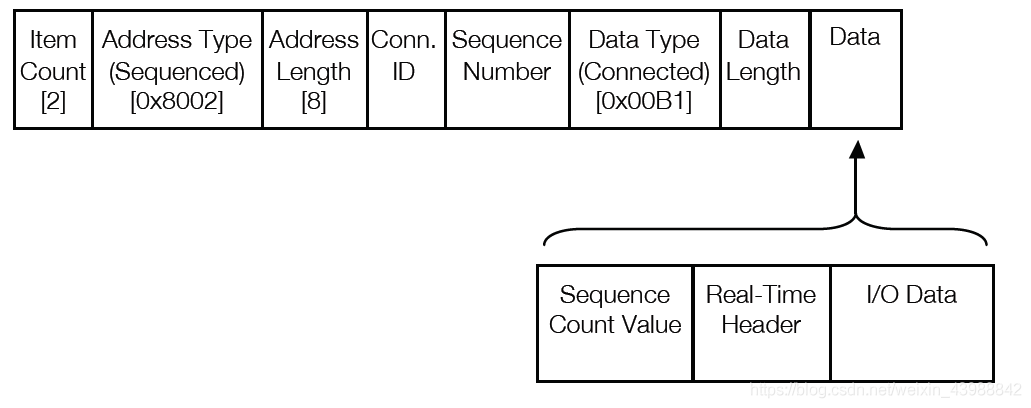 Item
Count
[2]
Address Type
(Sequenced)
[0x8002]
Address
Length
[8]
Conn.
ID
Sequence
Number
Data Type
(Connected)
[0x00B1]
Data
Length
Data
Sequence
Count Value
Real-Time
Header
I/O Data
https://blog.csdn.net/weixin_43988842